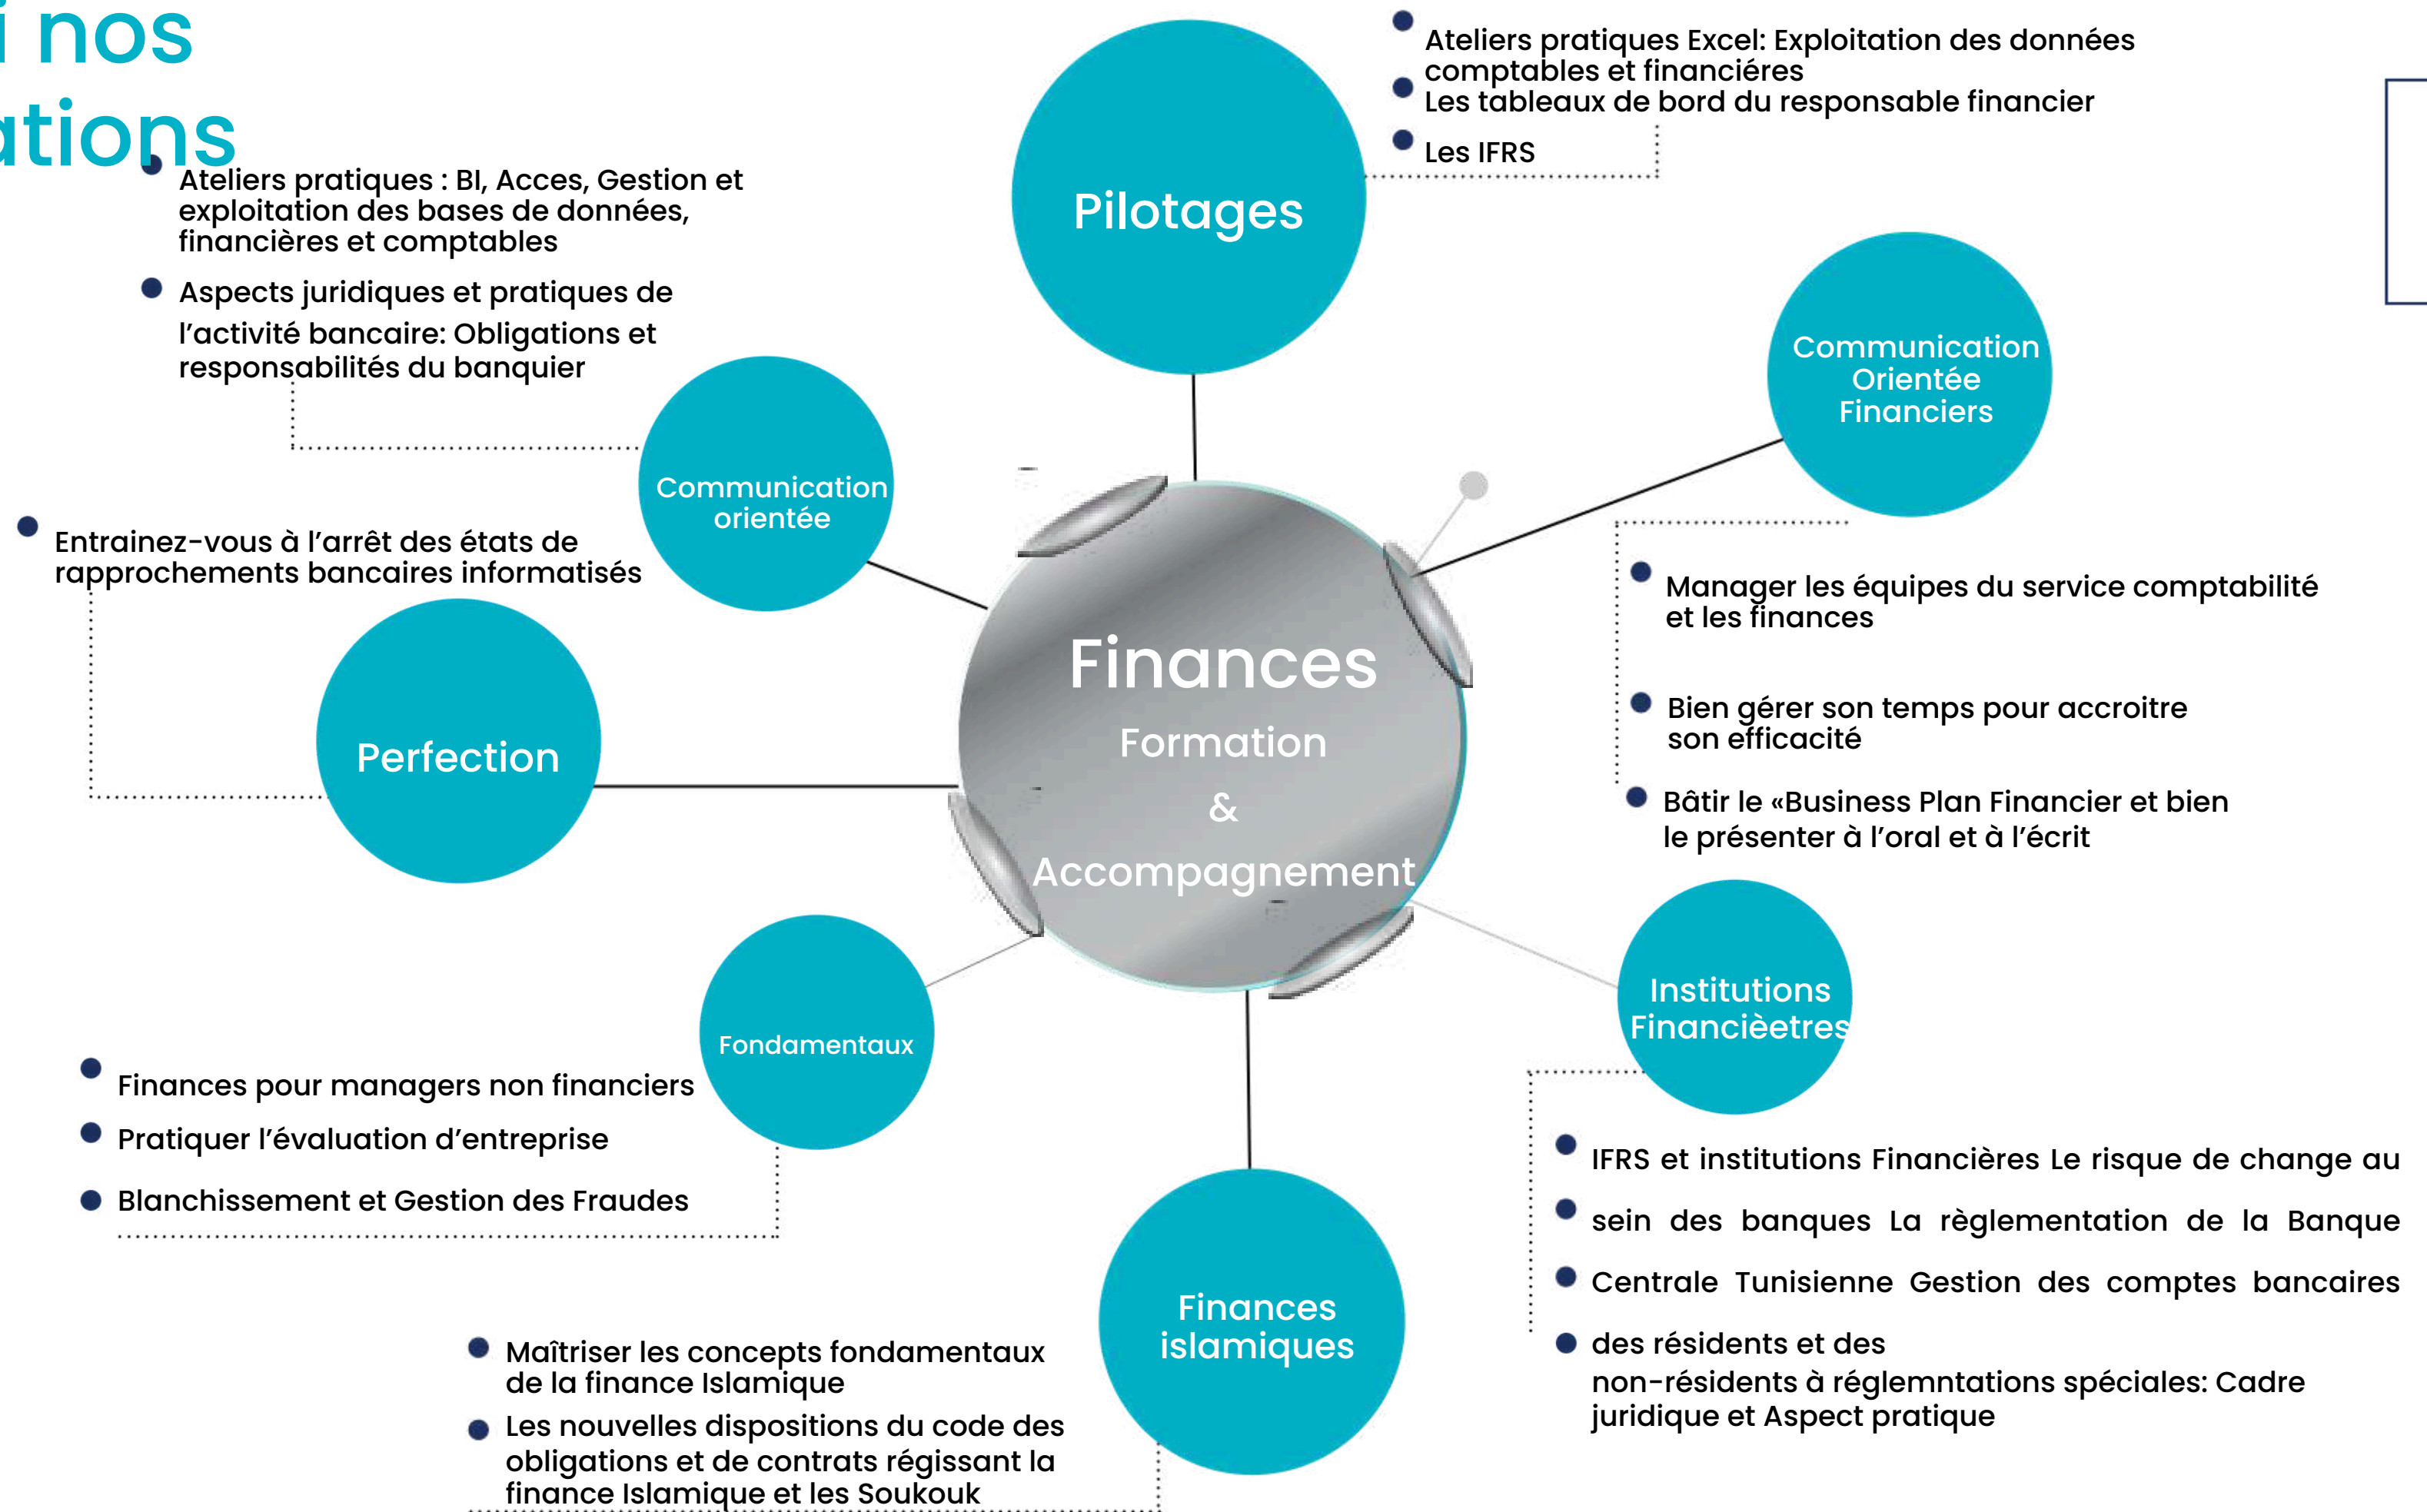 i nos
ations
Ateliers pratiques : BI, Acces, Gestion et
exploitation des bases de données,
financières et comptables
Aspects juridiques et pratiques de
l'activité bancaire: Obligations et
responsabilités du banquier
Communication
orientée
Entrainez-vous à l'arrêt des états de
rapprochements bancaires informatisés
Perfection
Fondamentaux
Finances pour managers non financiers
Pratiquer l'évaluation d'entreprise
Blanchissement et Gestion des Fraudes
Maîtriser les concepts fondamentaux
de la finance Islamique
Les nouvelles dispositions du code des
obligations et de contrats régissant la
finance Islamique et les Soukouk
Finances
islamiques
Pilotages
Ateliers pratiques Excel: Exploitation des données
comptables et financiéres
Les tableaux de bord du responsable financier
Les IFRS
Finances
Formation
&
Accompagnement
Communication
Orientée
Financiers
Manager les équipes du service comptabilité
et les finances
Bien gérer son temps pour accroitre
son efficacité
Bâtir le «Business Plan Financier et bien
le présenter à l'oral et à l'écrit
Institutions
Financièetres
IFRS et institutions Financières Le risque de change au
sein des banques La règlementation de la Banque
Centrale Tunisienne Gestion des comptes bancaires
des résidents et des
non-résidents à réglemntations spéciales: Cadre
juridique et Aspect pratique